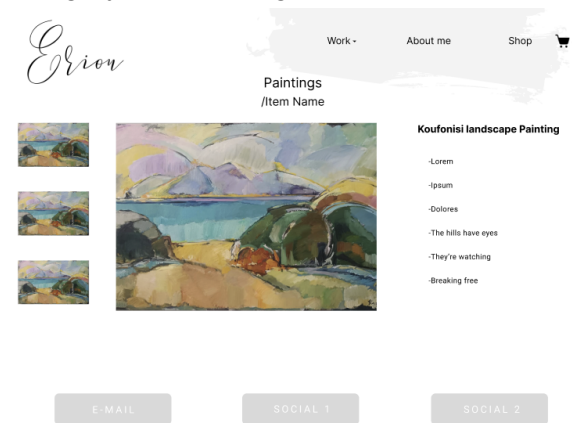 Erion
Work
About me
Shop
Paintings
/Item Name
Koufonisi landscape Painting
-Lorem
-Ipsum
-Dolores
-The hills have eyes
-They're watching
-Breaking free
E-MAIL
SOCIAL 1
SOCIAL 2